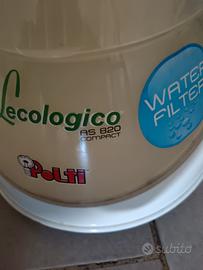 Lecologico
AS 820
COMPACT
POLTI
WATER
FILTER
subito